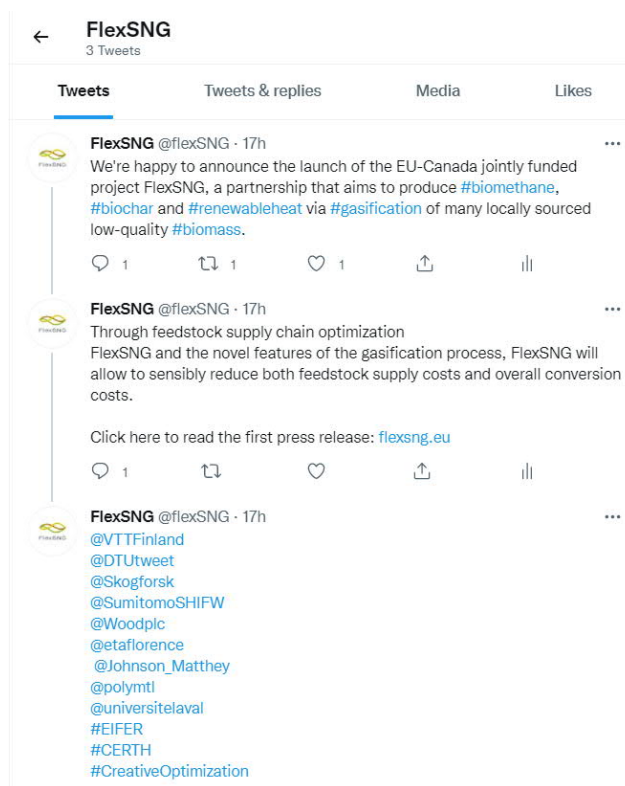 FlexSNG
3 Tweets
Tweets
Tweets & replies
Media
Likes
FlexSNG @flexSNG · 17h
We're happy to announce the launch of the EU-Canada jointly funded
project FlexSNG, a partnership that aims to produce #biomethane,
#biochar and #renewableheat via #gasification of many locally sourced
low-quality #biomass.
1 1 1
FlexSNG @flexSNG · 17h
Through feedstock supply chain optimization
FlexSNG and the novel features of the gasification process, FlexSNG will
allow to sensibly reduce both feedstock supply costs and overall conversion
costs.
Click here to read the first press release: flexsng.eu
1
FlexSNG @flexSNG · 17h
@VTTFinland
@DTUtweet
@Skogforsk
@SumitomoSHIFW
@Woodplc
@etaflorence
@Johnson_Matthey
@polymtl
@universitelaval
#EIFER
#CERTH
#CreativeOptimization